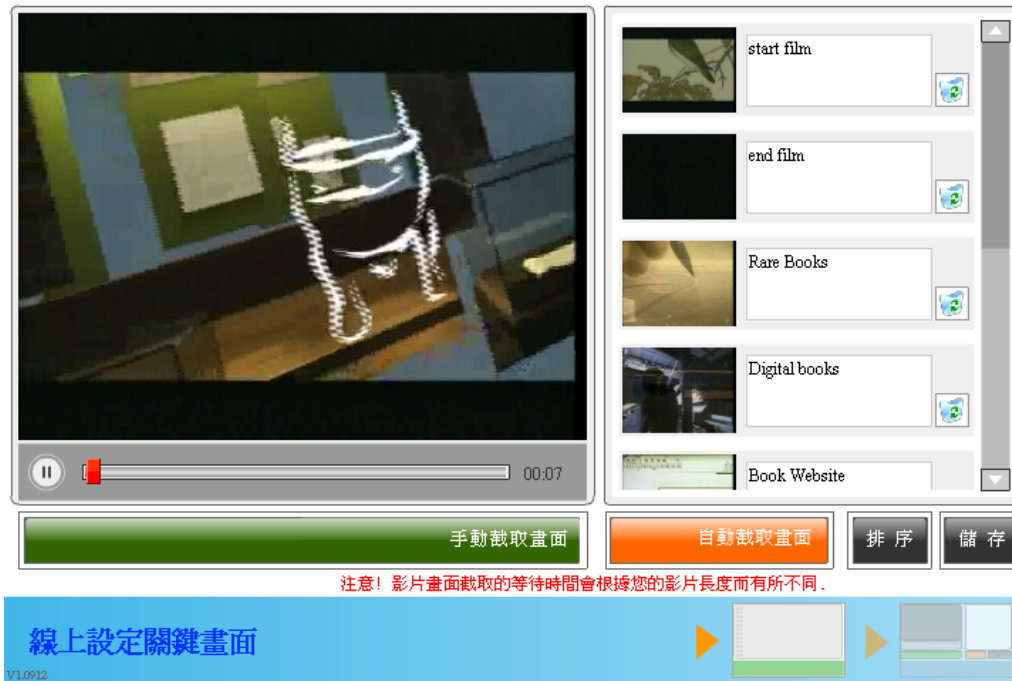 start film
end film
Rare Books
Digital books
Book Website
00:07
手動截取畫面
自動截取畫面
排 序
儲 存
注意! 影片畫面截取的等待時間會根據您的影片長度而有所不同.
線上設定關鍵畫面
V1.0912